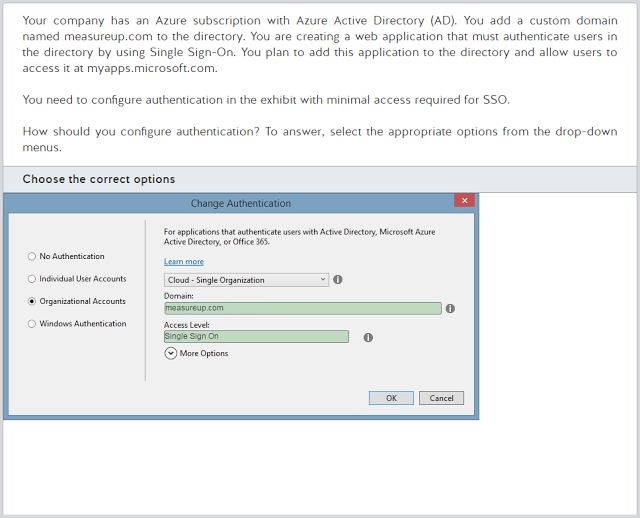 Your company has an Azure subscription with Azure Active Directory (AD). You add a custom domain
named measureup.com to the directory. You are creating a web application that must authenticate users in
the directory by using Single Sign-On. You plan to add this application to the directory and allow users to
access it at myapps.microsoft.com.
You need to configure authentication in the exhibit with minimal access required for SSO.
How should you configure authentication? To answer, select the appropriate options from the drop-down
menus.
Choose the correct options
Change Authentication
x
For applications that authenticate users with Active Directory, Microsoft Azure
Active Directory, or Office 365.
Learn more
No Authentication
Individual User Accounts
Organizational Accounts
Windows Authentication
Cloud - Single Organization
Domain:
measureup.com
Access Level:
Single Sign On
More Options
OK
Cancel